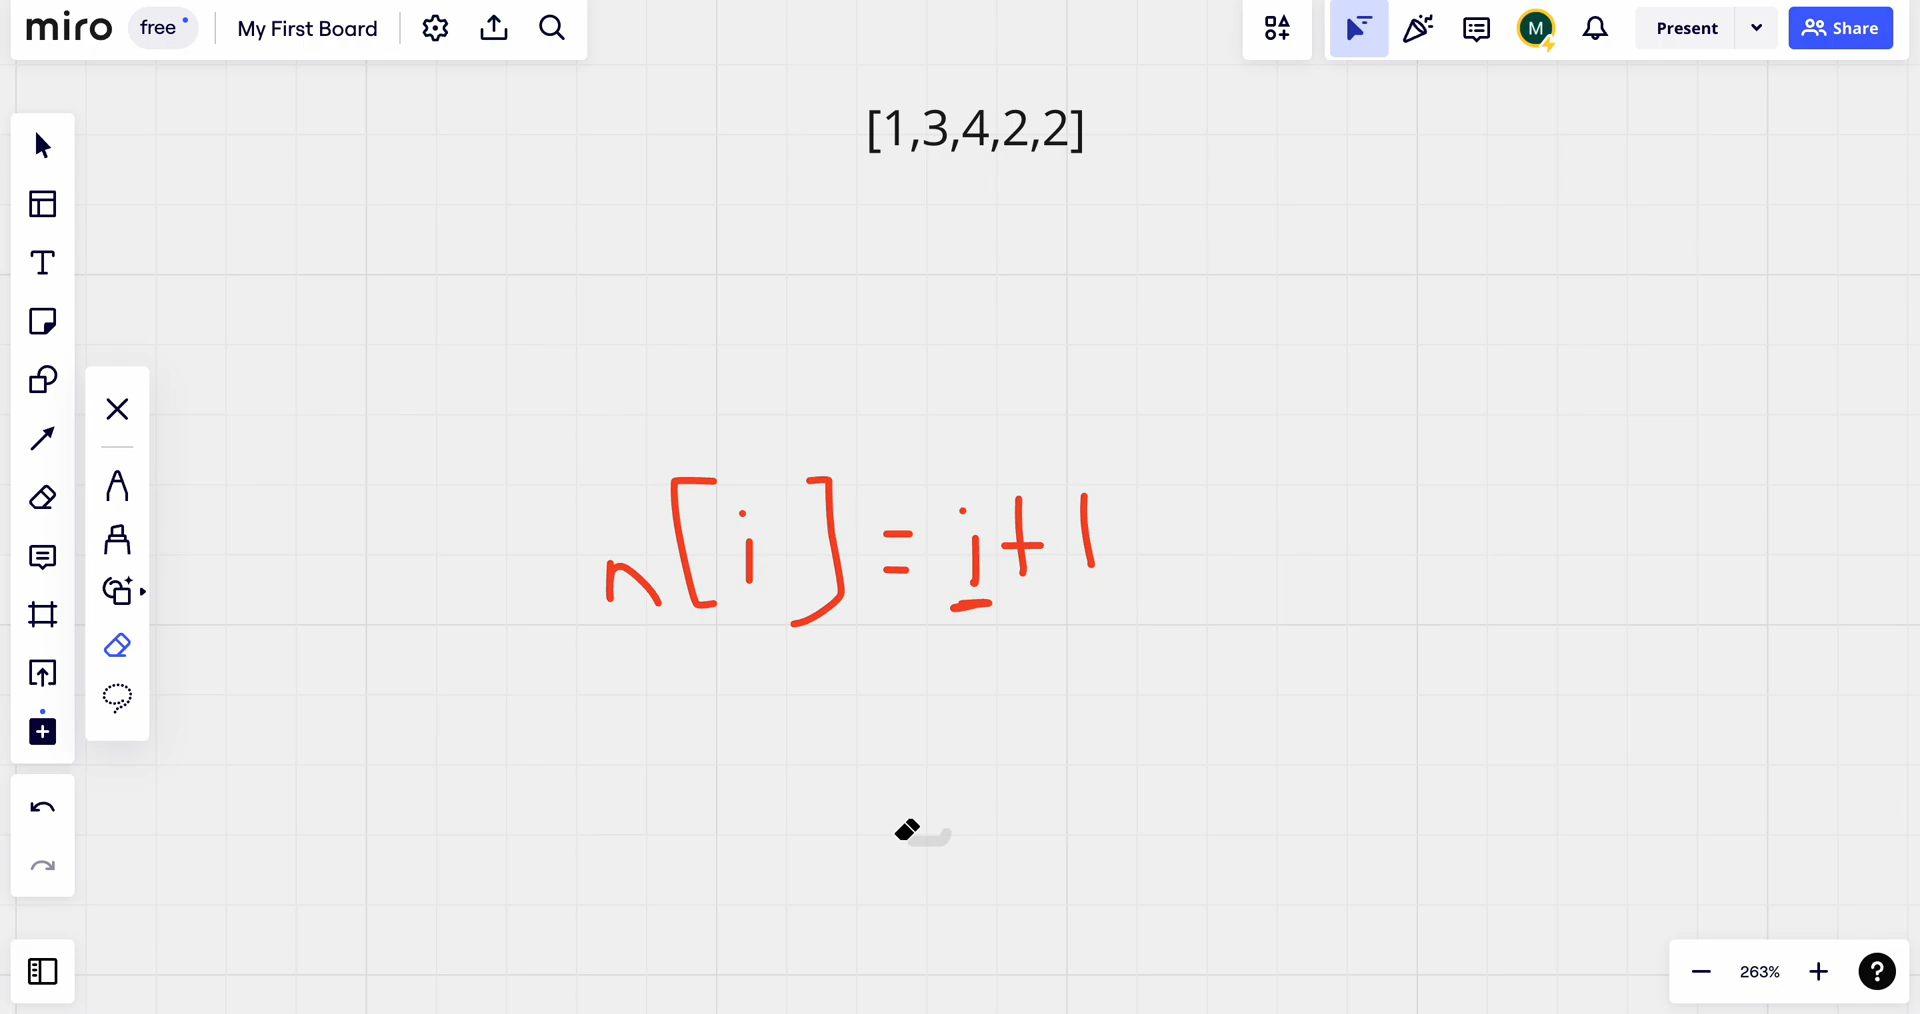 miro free My First Board Present Share
M
[1,3,4,2,2]
n[i] = i+1
263% ?